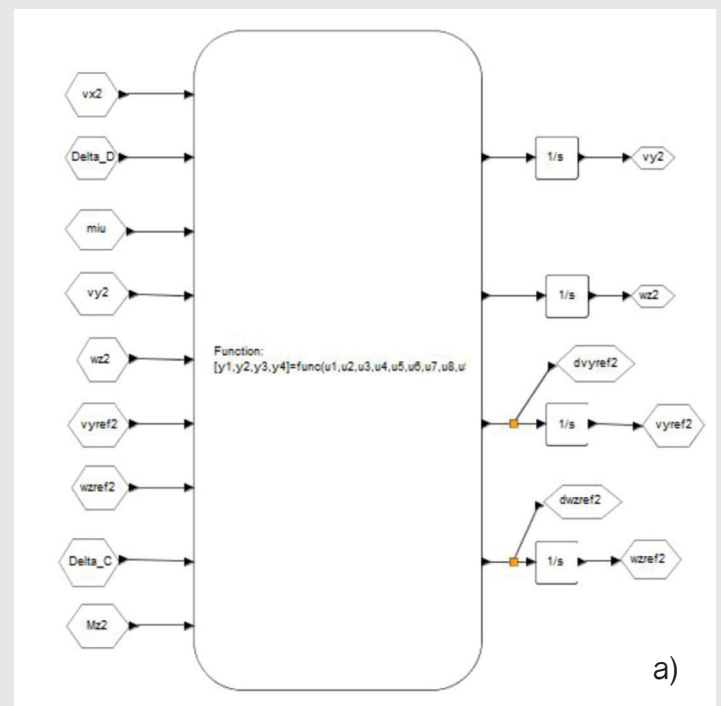 vx2
Delta_D
miu
vy2
wz2
vyref2
wzref2
Delta_C
Mz2
Function:
[y1,y2,y3,y4]=func(u1,u2,u3,u4,u5,u6,u7,u8,u
1/s
vy2
1/s
wz2
dvyref2
1/s
vyref2
dwzref2
1/s
wzref2
a)